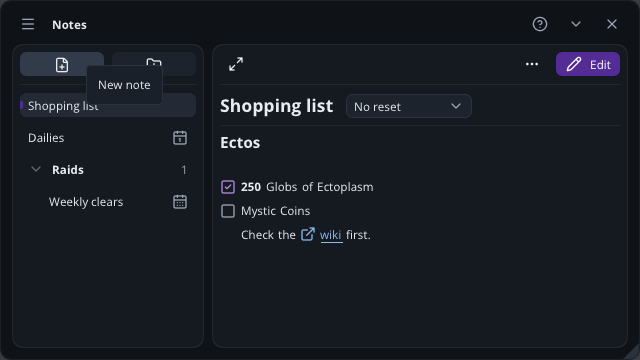 Notes
New note
Edit
Shopping list
Dailies
Raids 1
Weekly clears
Shopping list
No reset
Ectos
250 Globs of Ectoplasm
Mystic Coins
Check the wiki first.